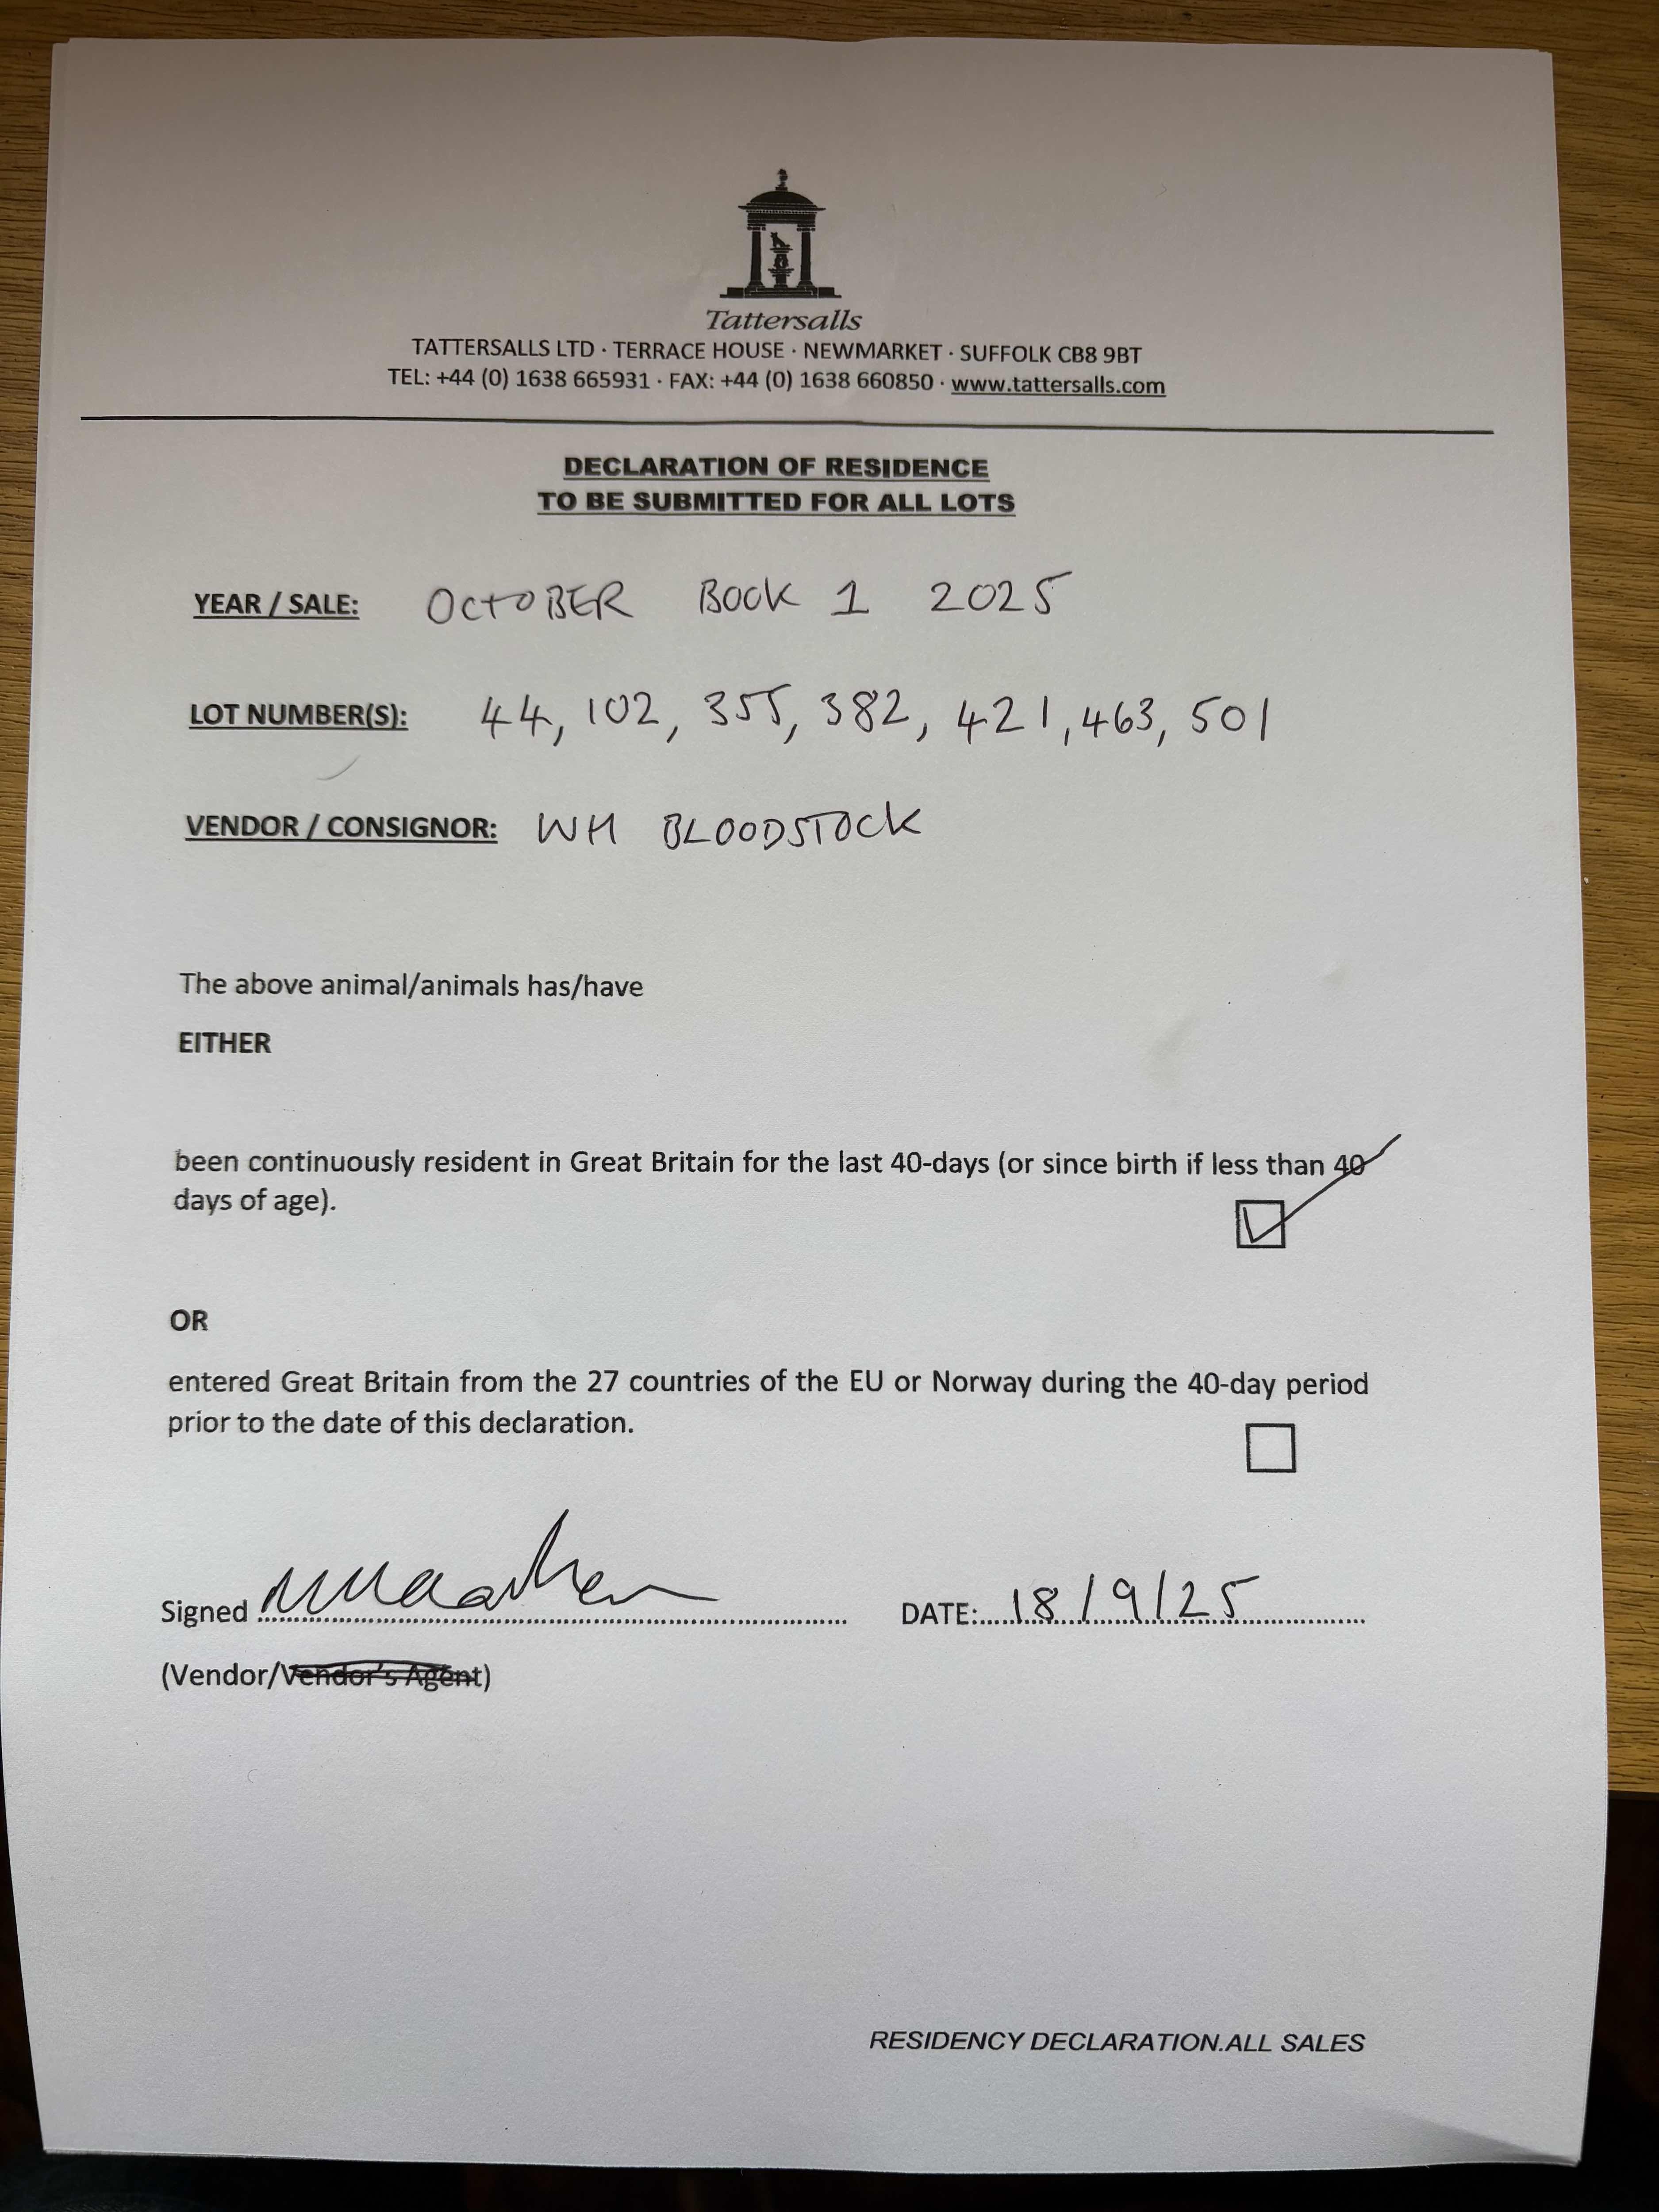 Tattersalls
TATTERSALLS LTD · TERRACE HOUSE · NEWMARKET · SUFFOLK CB8 9BT
TEL: +44 (0) 1638 665931 · FAX: +44 (0) 1638 660850 · www.tattersalls.com
DECLARATION OF RESIDENCE
TO BE SUBMITTED FOR ALL LOTS
YEAR / SALE: OCTOBER BOOK 1 2025
LOT NUMBER(S): 44, 102, 355, 382, 421, 463, 501
VENDOR / CONSIGNOR: WH BLOODSTOCK
The above animal/animals has/have
EITHER
been continuously resident in Great Britain for the last 40-days (or since birth if less than 40
days of age).
OR
entered Great Britain from the 27 countries of the EU or Norway during the 40-day period
prior to the date of this declaration.
Signed DATE: 18/9/25
(Vendor/Vendor's Agent)
RESIDENCY DECLARATION.ALL SALES